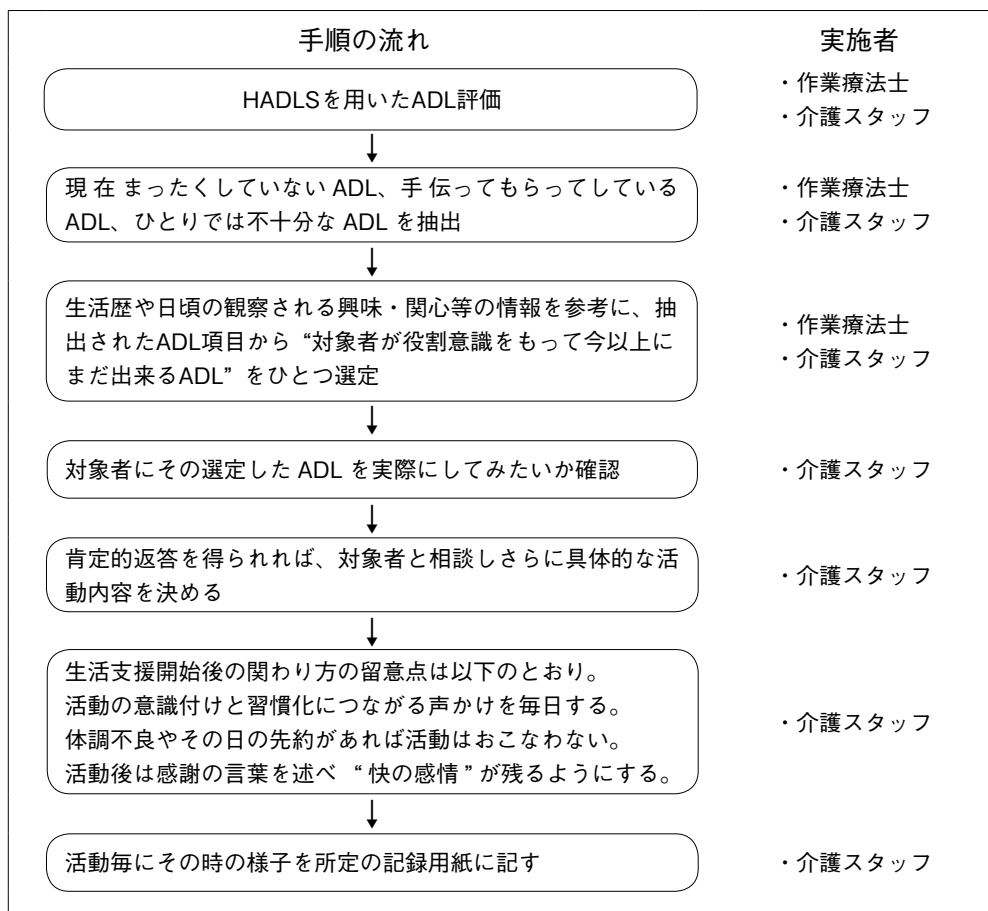 手順の流れ
実施者
HADLSを用いたADL評価
・作業療法士
・介護スタッフ
現在まったくしていない ADL、手伝ってもらってしている
ADL、ひとりでは不十分な ADL を抽出
・作業療法士
・介護スタッフ
生活歴や日頃の観察される興味・関心等の情報を参考に、抽
出されたADL項目から“対象者が役割意識をもって今以上に
まだ出来るADL”をひとつ選定
・作業療法士
・介護スタッフ
対象者にその選定した ADL を実際にしてみたいか確認
・介護スタッフ
肯定的返答を得られれば、対象者と相談しさらに具体的な活
動内容を決める
・介護スタッフ
生活支援開始後の関わり方の留意点は以下のとおり。
活動の意識付けと習慣化につながる声かけを毎日する。
体調不良やその日の先約があれば活動はおこなわない。
活動後は感謝の言葉を述べ “快の感情”が残るようにする。
・介護スタッフ
活動毎にその時の様子を所定の記録用紙に記す
・介護スタッフ